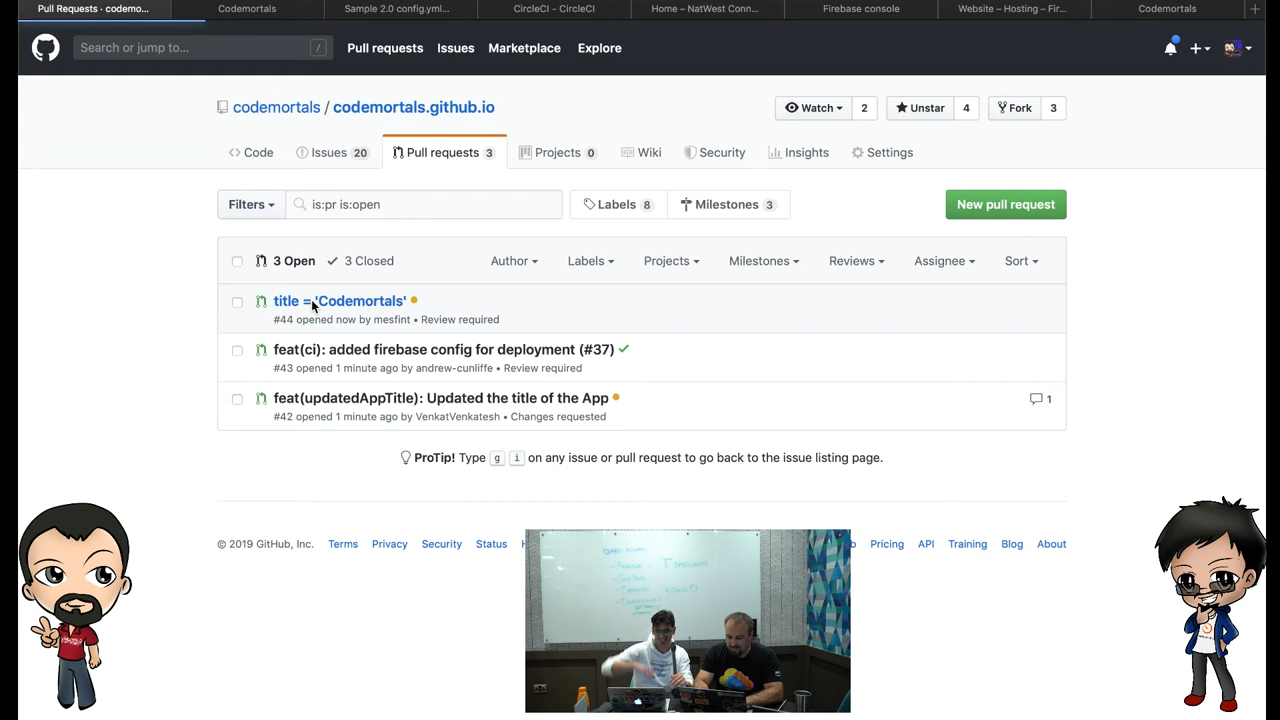 Pull Requests · codemo...
Codemortals
Sample 2.0 config.yml...
CircleCI - CircleCI
Home – NatWest Conn...
Firebase console
Website – Hosting – Fir...
Codemortals
Search or jump to...
/
Pull requests
Issues
Marketplace
Explore
codemortals / codemortals.github.io
Watch 2
Unstar 4
Fork 3
Code
Issues 20
Pull requests 3
Projects 0
Wiki
Security
Insights
Settings
Filters
is:pr is:open
Labels 8
Milestones 3
New pull request
3 Open
3 Closed
Author
Labels
Projects
Milestones
Reviews
Assignee
Sort
title = 'Codemortals'
#44 opened now by mesfint • Review required
feat(ci): added firebase config for deployment (#37)
#43 opened 1 minute ago by andrew-cunliffe • Review required
feat(updatedAppTitle): Updated the title of the App
1
#42 opened 1 minute ago by VenkatVenkatesh • Changes requested
ProTip! Type g i on any issue or pull request to go back to the issue listing page.
© 2019 GitHub, Inc.
Terms
Privacy
Security
Status
Pricing
API
Training
Blog
About